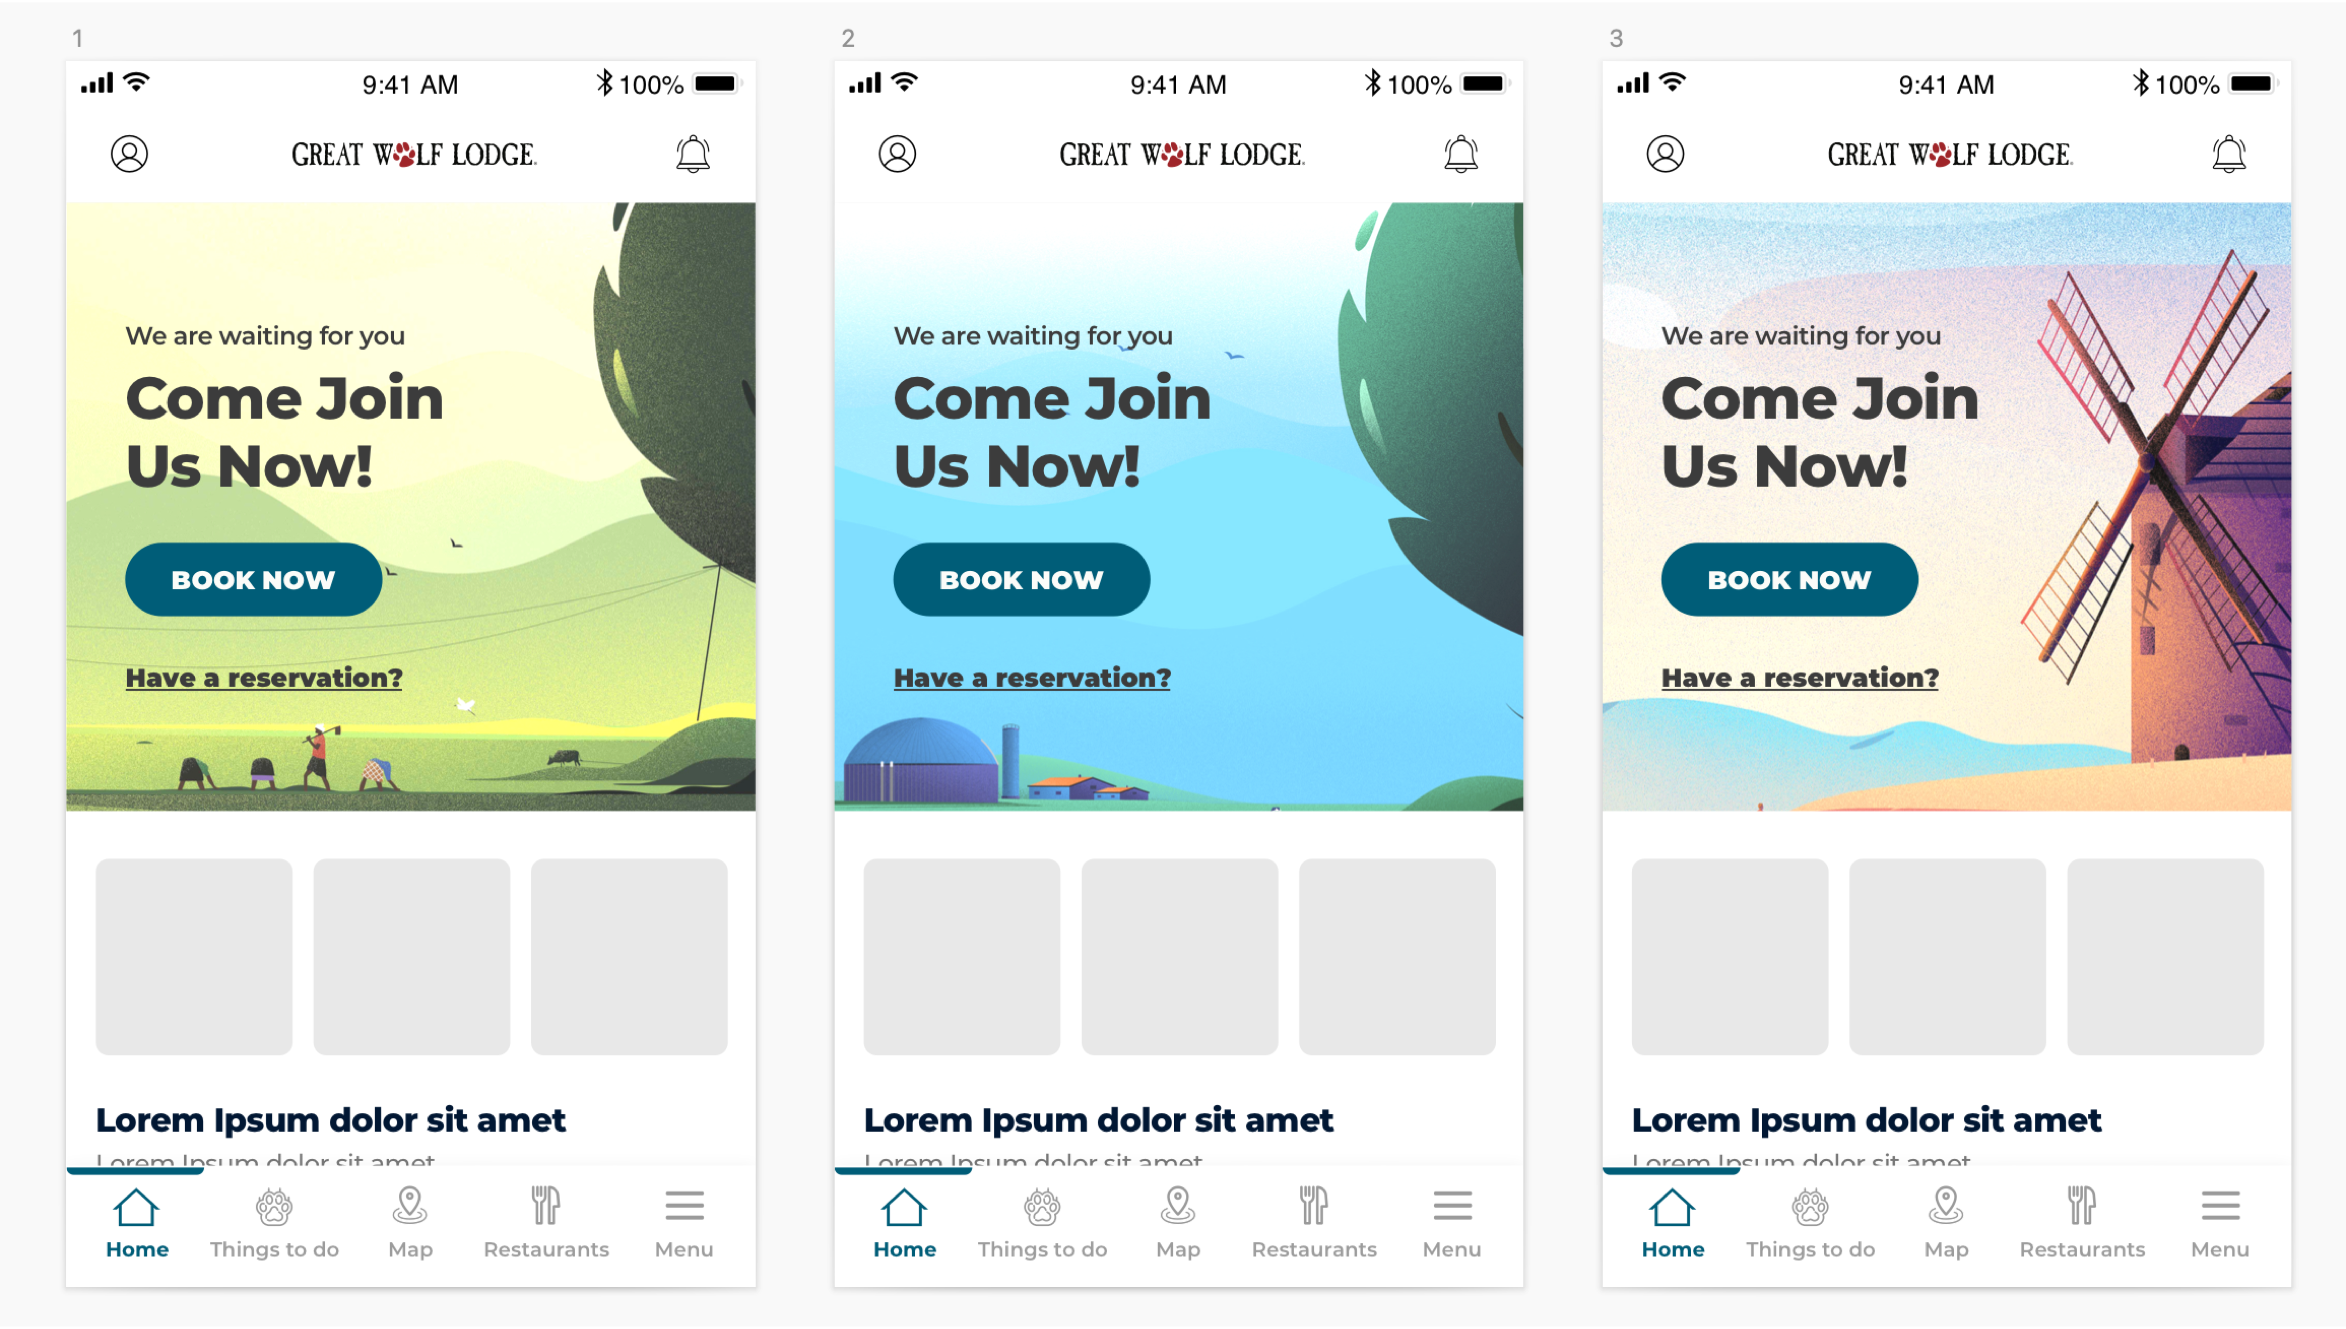 1
9:41 AM
100%
GREAT WOLF LODGE
We are waiting for you
Come Join
Us Now!
BOOK NOW
Have a reservation?
Lorem Ipsum dolor sit amet
Lorem Ipsum dolor sit amet
Home
Things to do
Map
Restaurants
Menu
2
9:41 AM
100%
GREAT WOLF LODGE
We are waiting for you
Come Join
Us Now!
BOOK NOW
Have a reservation?
Lorem Ipsum dolor sit amet
Lorem Ipsum dolor sit amet
Home
Things to do
Map
Restaurants
Menu
3
9:41 AM
100%
GREAT WOLF LODGE
We are waiting for you
Come Join
Us Now!
BOOK NOW
Have a reservation?
Lorem Ipsum dolor sit amet
Lorem Ipsum dolor sit amet
Home
Things to do
Map
Restaurants
Menu